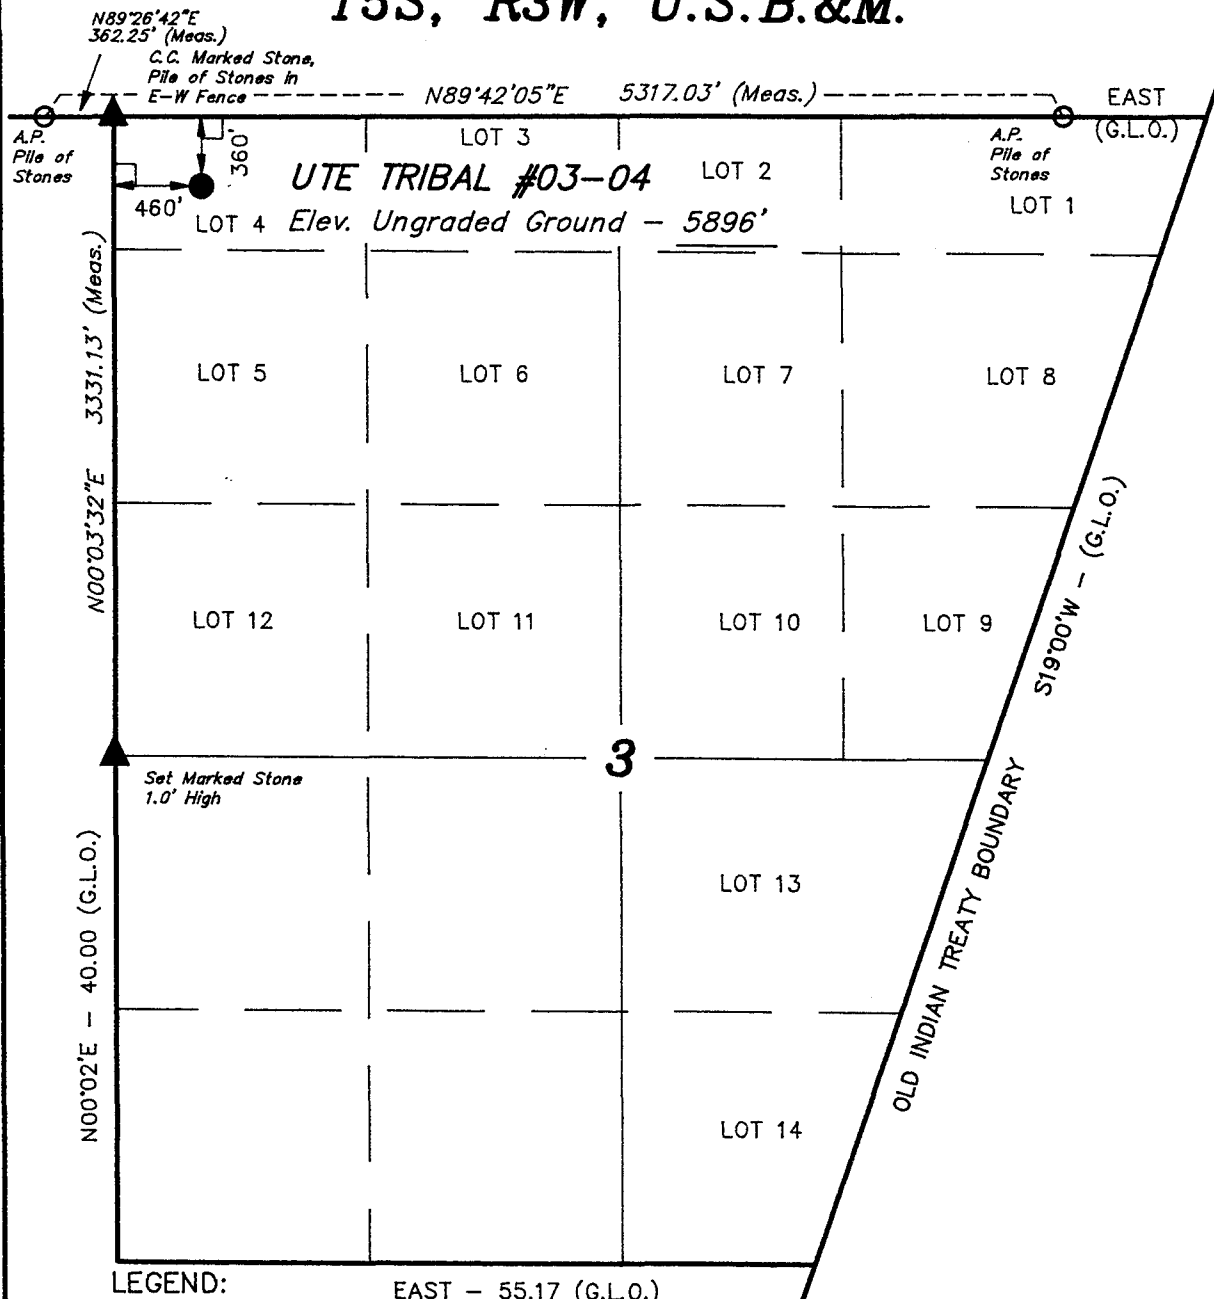 T5S, R3W, U.S.B.&M.
N89°26'42"E
362.25' (Meas.)
C.C. Marked Stone,
Pile of Stones in
E-W Fence
N89°42'05"E 5317.03' (Meas.)
EAST
(G.L.O.)
A.P.
Pile of
Stones
360'
460'
LOT 3
LOT 2
A.P.
Pile of
Stones
LOT 1
UTE TRIBAL #03-04
LOT 4
Elev. Ungraded Ground - 5896'
N00°03'32"E 3331.13' (Meas.)
LOT 5
LOT 6
LOT 7
LOT 8
LOT 12
LOT 11
LOT 10
LOT 9
S19°00'W - (G.L.O.)
3
Set Marked Stone
1.0' High
OLD INDIAN TREATY BOUNDARY
N00°02'E - 40.00 (G.L.O.)
LOT 13
LOT 14
LEGEND:
EAST - 55.17 (G.L.O.)